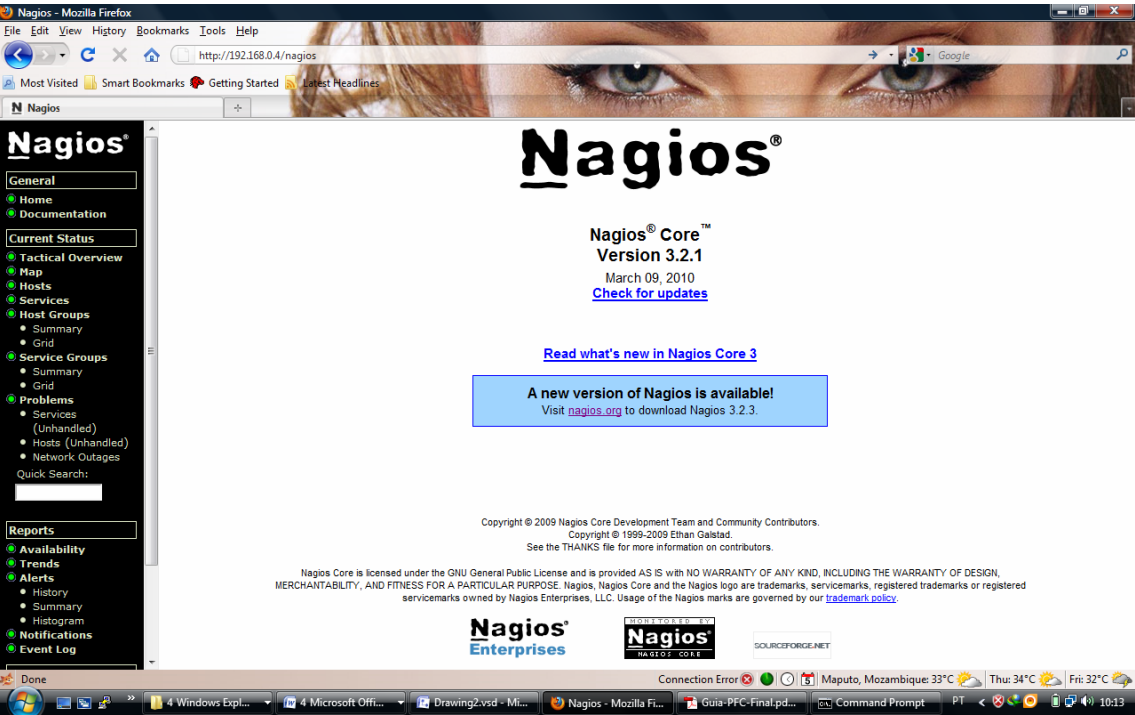 Nagios - Mozilla Firefox
File Edit View History Bookmarks Tools Help
http://192.168.0.4/nagios
Google
Most Visited Smart Bookmarks Getting Started Latest Headlines
Nagios
Nagios®
General
Home
Documentation
Current Status
Tactical Overview
Map
Hosts
Services
Host Groups
Summary
Grid
Service Groups
Summary
Grid
Problems
Services
(Unhandled)
Hosts (Unhandled)
Network Outages
Quick Search:
Reports
Availability
Trends
Alerts
History
Summary
Histogram
Notifications
Event Log
Nagios®
Nagios® Core™
Version 3.2.1
March 09, 2010
Check for updates
Read what's new in Nagios Core 3
A new version of Nagios is available!
Visit nagios.org to download Nagios 3.2.3.
Copyright © 2009 Nagios Core Development Team and Community Contributors.
Copyright © 1999-2009 Ethan Galstad.
See the THANKS file for more information on contributors.
Nagios Core is licensed under the GNU General Public License and is provided AS IS with NO WARRANTY OF ANY KIND, INCLUDING THE WARRANTY OF DESIGN,
MERCHANTABILITY, AND FITNESS FOR A PARTICULAR PURPOSE. Nagios, Nagios Core and the Nagios logo are trademarks, servicemarks, registered trademarks or registered
servicemarks owned by Nagios Enterprises, LLC. Usage of the Nagios marks are governed by our trademark policy.
Nagios®
Enterprises
MONITORED BY
Nagios®
NAGIOS CORE
SOURCEFORGE.NET
Done
Connection Error 5 Maputo, Mozambique: 33°C Thu: 34°C Fri: 32°C
4 Windows Expl... 4 Microsoft Offi... Drawing2.vsd - Mi... Nagios - Mozilla Fi... Guia-PFC-Final.pd... Command Prompt PT 10:13